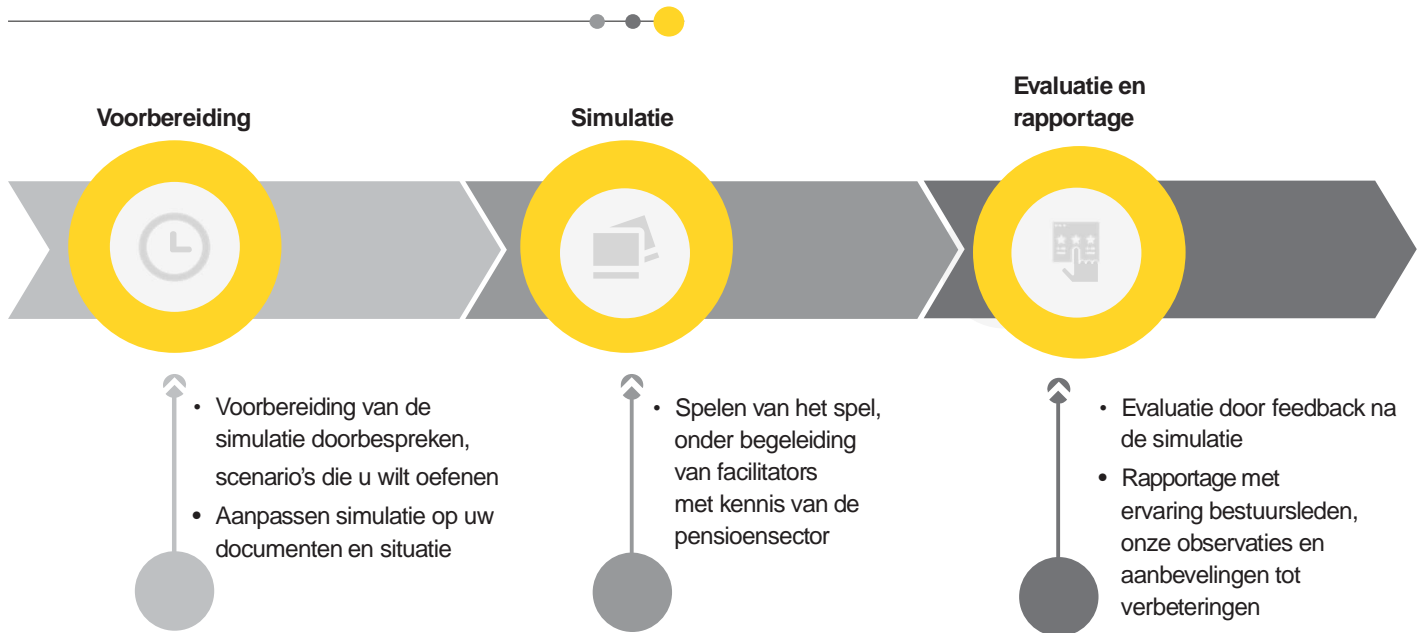 Voorbereiding
• Voorbereiding van de
simulatie doorbespreken,
scenario's die u wilt oefenen
• Aanpassen simulatie op uw
documenten en situatie
Simulatie
• Spelen van het spel,
onder begeleiding
van facilitators
met kennis van de
pensioensector
Evaluatie en
rapportage
• Evaluatie door feedback na
de simulatie
• Rapportage met
ervaring bestuursleden,
onze observaties en
aanbevelingen tot
verbeteringen